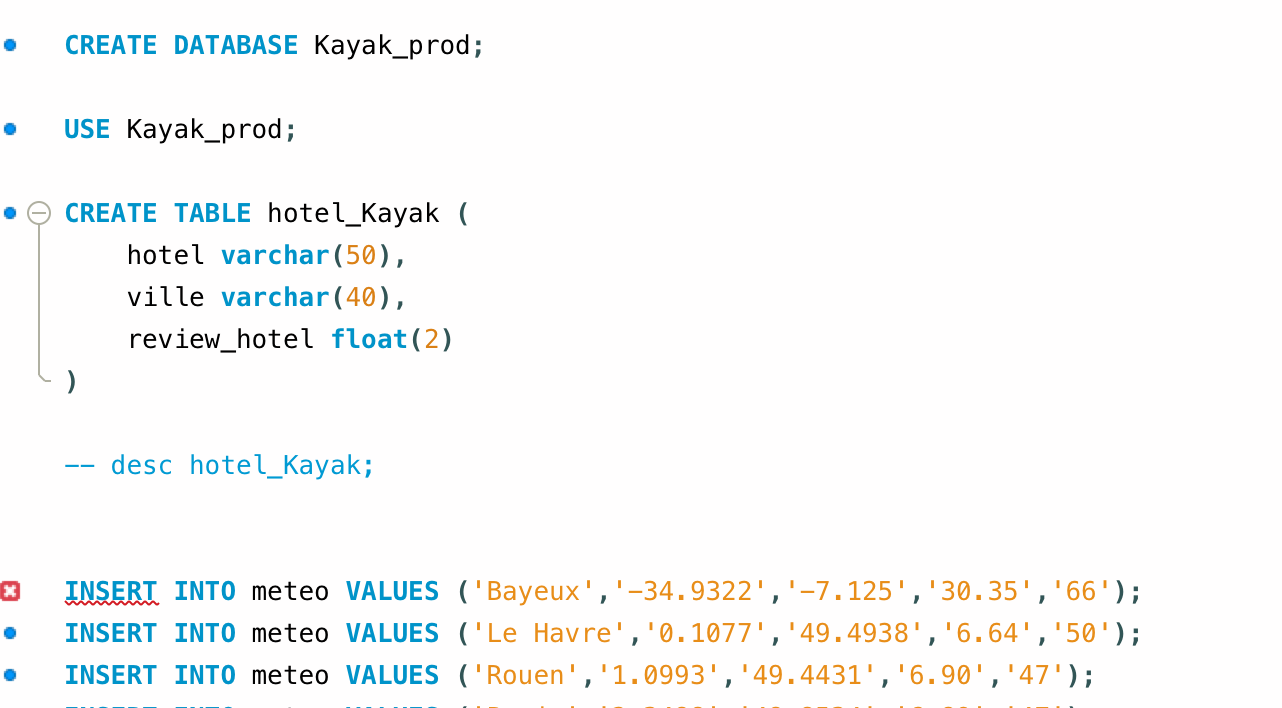 CREATE DATABASE Kayak_prod;
USE Kayak_prod;
CREATE TABLE hotel_Kayak (
hotel varchar(50),
ville varchar(40),
review_hotel float(2)
)
-- desc hotel_Kayak;
INSERT INTO meteo VALUES ('Bayeux','-34.9322','-7.125','30.35','66');
INSERT INTO meteo VALUES ('Le Havre','0.1077','49.4938','6.64','50');
INSERT INTO meteo VALUES ('Rouen','1.0993','49.4431','6.90','47');